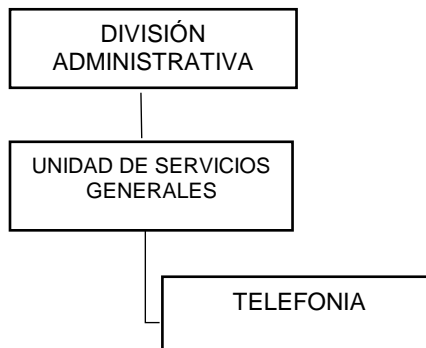 DIVISIÓN
ADMINISTRATIVA
UNIDAD DE SERVICIOS
GENERALES
TELEFONIA